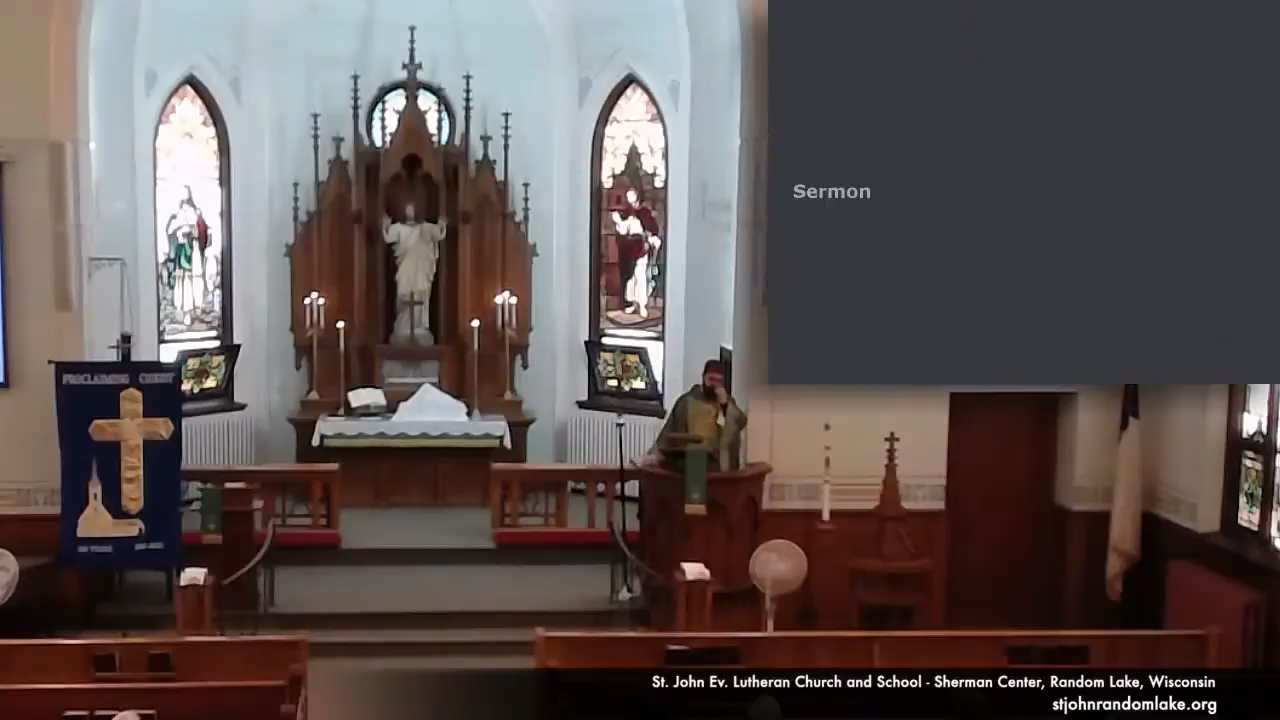 Sermon
PROCLAIMING CHRIST
St. John Ev. Lutheran Church and School - Sherman Center, Random Lake, Wisconsin
stjohnrandomlake.org